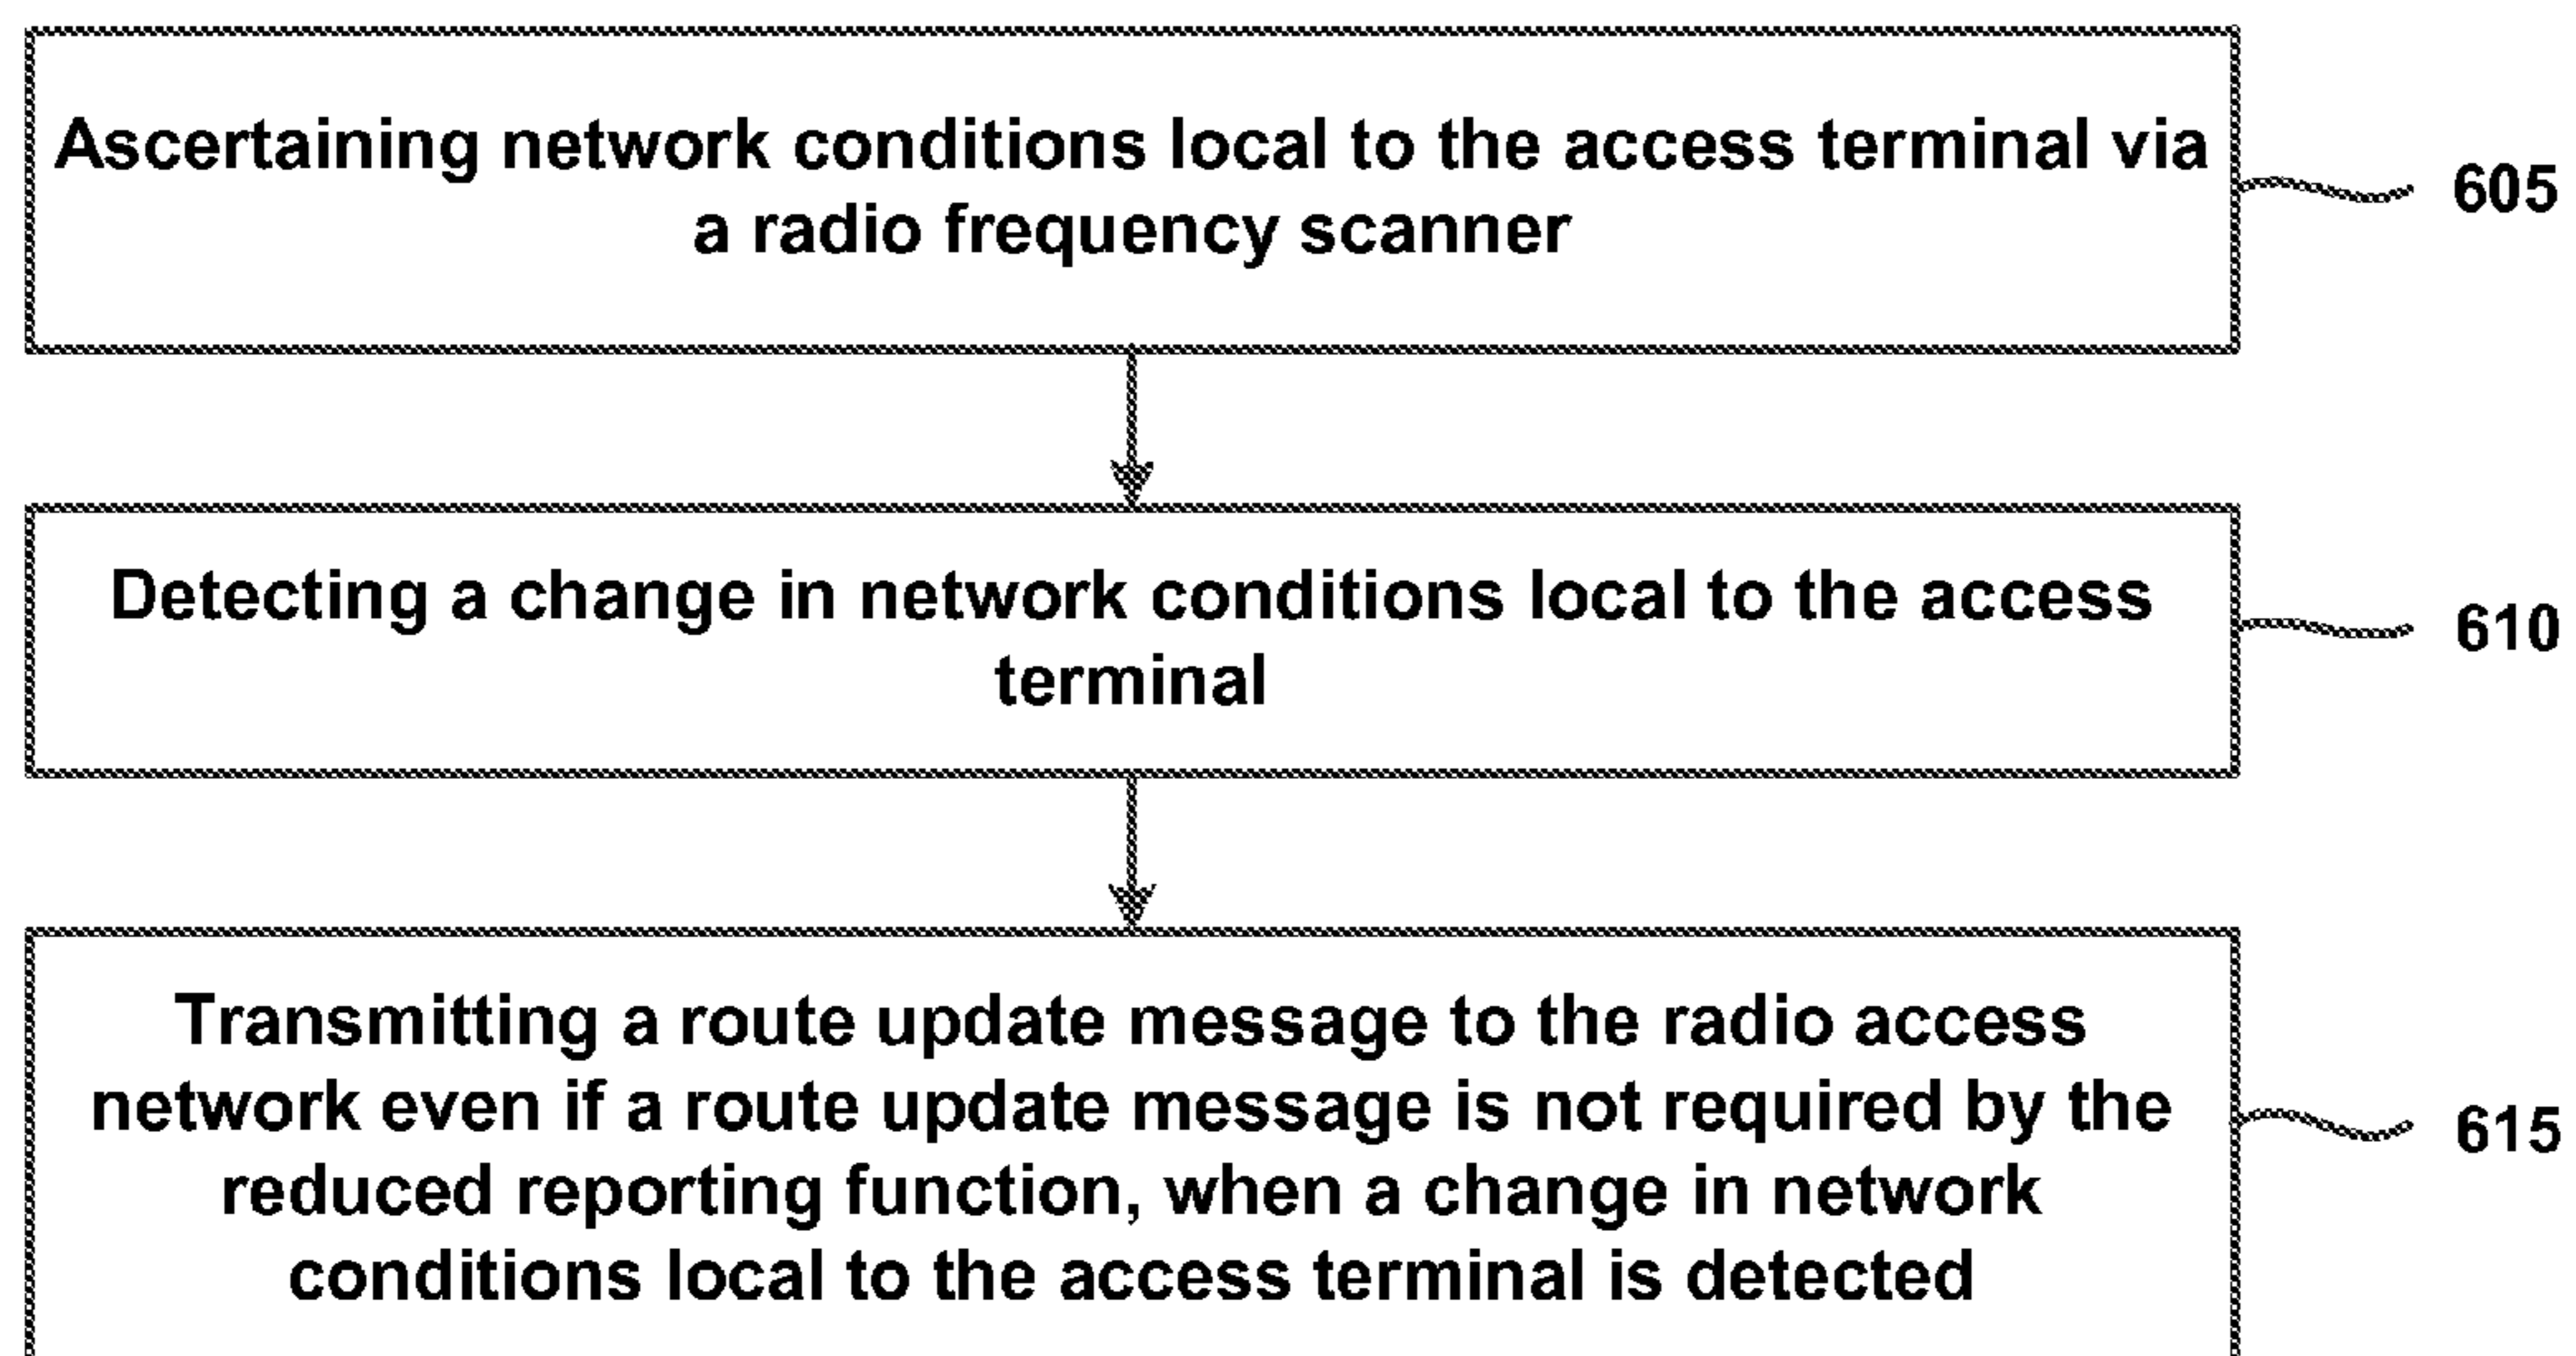 Ascertaining network conditions local to the access terminal via
a radio frequency scanner
605
Detecting a change in network conditions local to the access
terminal
610
Transmitting a route update message to the radio access
network even if a route update message is not required by the
reduced reporting function, when a change in network
conditions local to the access terminal is detected
615